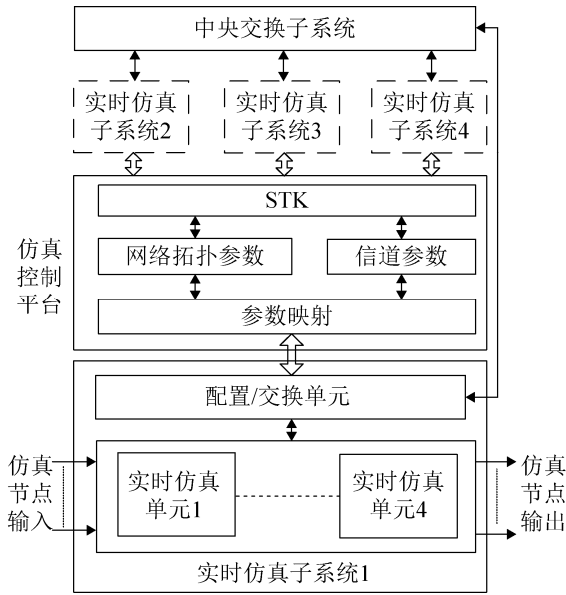 中央交换子系统
实时仿真
子系统2
实时仿真
子系统3
实时仿真
子系统4
仿真
控制
平台
STK
网络拓扑参数
信道参数
参数映射
配置/交换单元
仿真
节点
输入
实时仿真
单元1
实时仿真
单元4
仿真
节点
输出
实时仿真子系统1